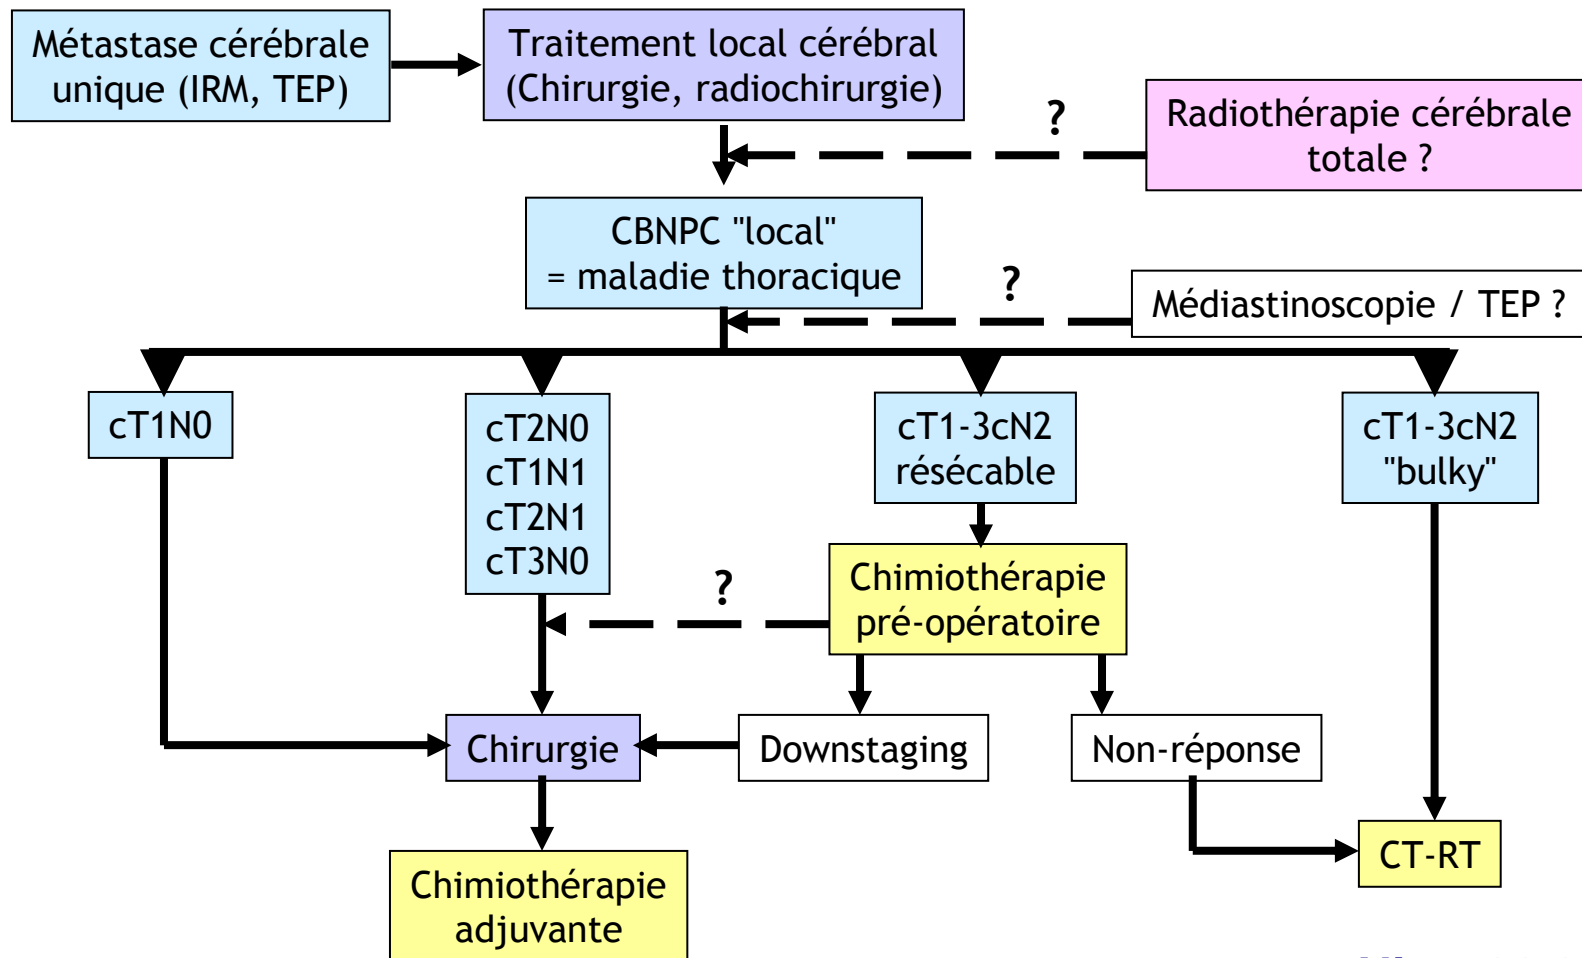 Métastase cérébrale
unique (IRM, TEP)
Traitement local cérébral
(Chirurgie, radiochirurgie)
?
Radiothérapie cérébrale
totale ?
CBNPC "local"
= maladie thoracique
?
Médiastinoscopie / TEP ?
cT1N0
cT2N0
cT1N1
cT2N1
cT3N0
cT1-3cN2
résécable
cT1-3cN2
"bulky"
?
Chimiothérapie
pré-opératoire
Chirurgie
Downstaging
Non-réponse
CT-RT
Chimiothérapie
adjuvante